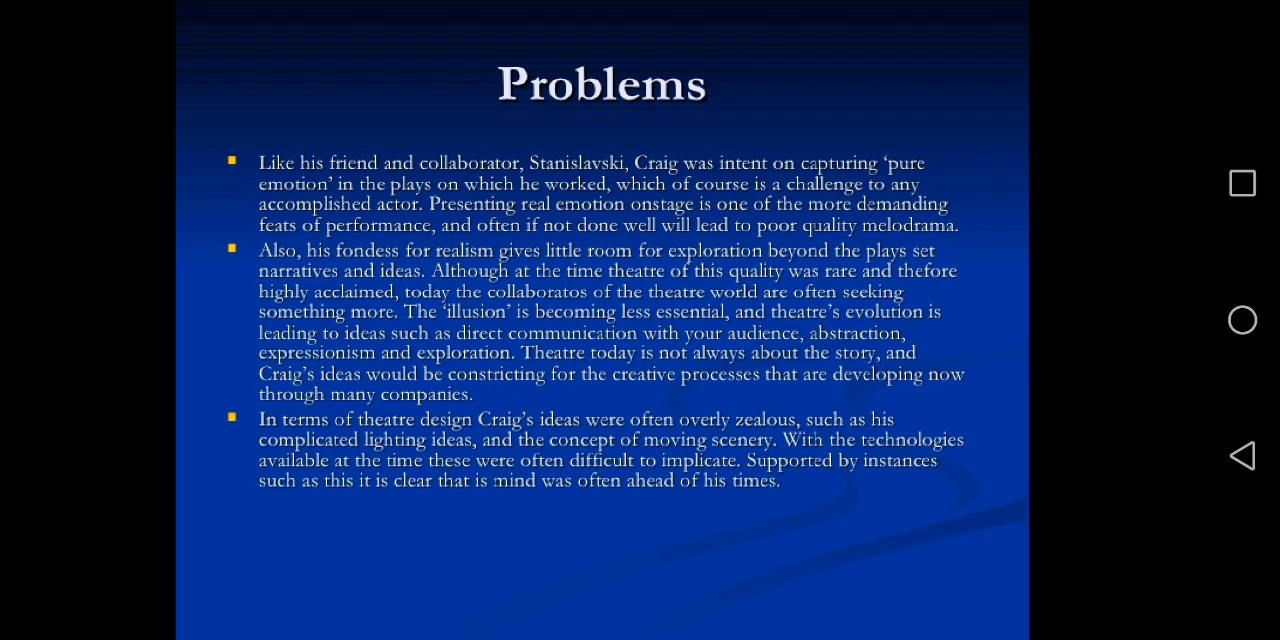 Problems
Like his friend and collaborator, Stanislavski, Craig was intent on capturing ‘pure
emotion’ in the plays on which he worked, which of course is a challenge to any
accomplished actor. Presenting real emotion onstage is one of the more demanding
feats of performance, and often if not done well will lead to poor quality melodrama.
Also, his fondess for realism gives little room for exploration beyond the plays set
narratives and ideas. Although at the time theatre of this quality was rare and thefore
highly acclaimed, today the collaboratos of the theatre world are often seeking
something more. The ‘illusion’ is becoming less essential, and theatre’s evolution is
leading to ideas such as direct communication with your audience, abstraction,
expressionism and exploration. Theatre today is not always about the story, and
Craig’s ideas would be constricting for the creative processes that are developing now
through many companies.
In terms of theatre design Craig’s ideas were often overly zealous, such as his
complicated lighting ideas, and the concept of moving scenery. With the technologies
available at the time these were often difficult to implicate. Supported by instances
such as this it is clear that is mind was often ahead of his times.